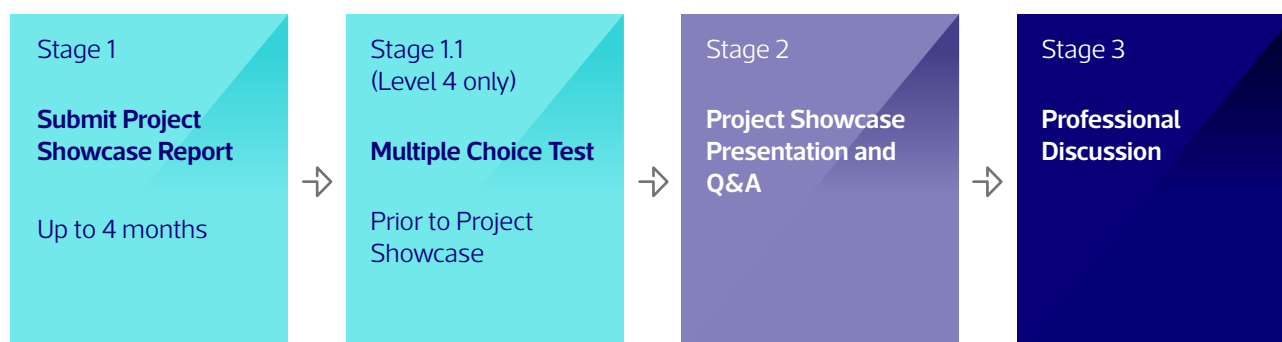 Stage 1
Submit Project
Showcase Report
Up to 4 months
Stage 1.1
(Level 4 only)
Multiple Choice Test
Prior to Project
Showcase
Stage 2
Project Showcase
Presentation and
Q&A
Stage 3
Professional
Discussion